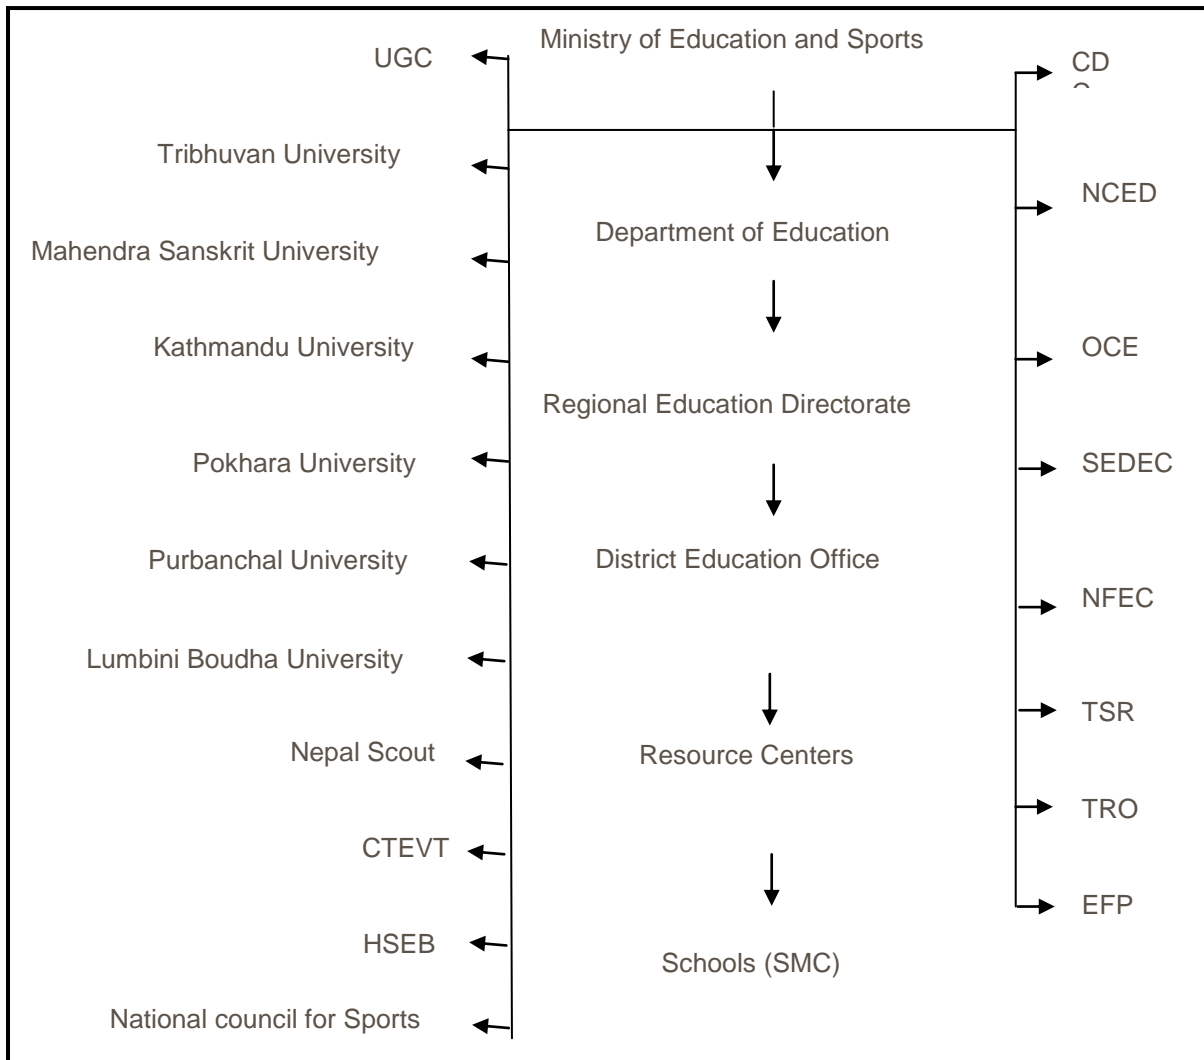 Ministry of Education and Sports
UGC
CD
Tribhuvan University
NCED
Department of Education
Mahendra Sanskrit University
Kathmandu University
OCE
Regional Education Directorate
Pokhara University
SEDEC
Purbanchal University
District Education Office
NFEC
Lumbini Boudha University
TSR
Nepal Scout
Resource Centers
TRO
CTEVT
EFP
HSEB
Schools (SMC)
National council for Sports